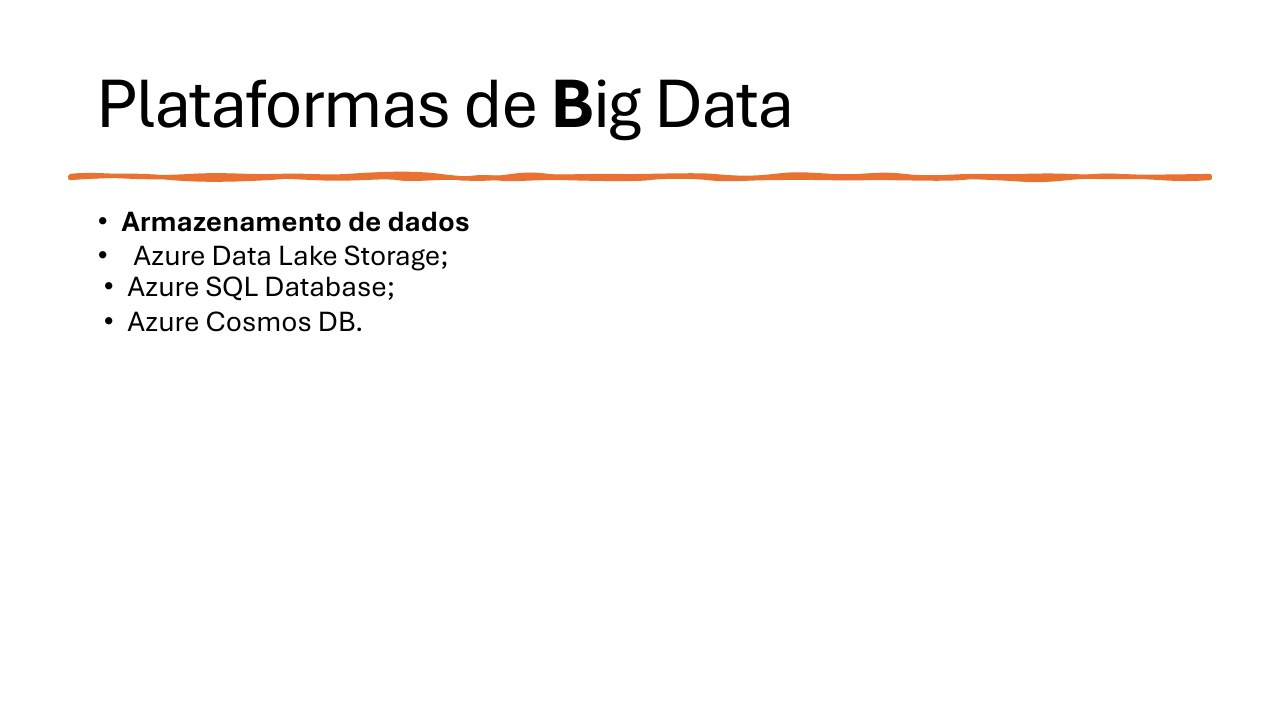 Plataformas de Big Data
• Armazenamento de dados
• Azure Data Lake Storage;
• Azure SQL Database;
• Azure Cosmos DB.